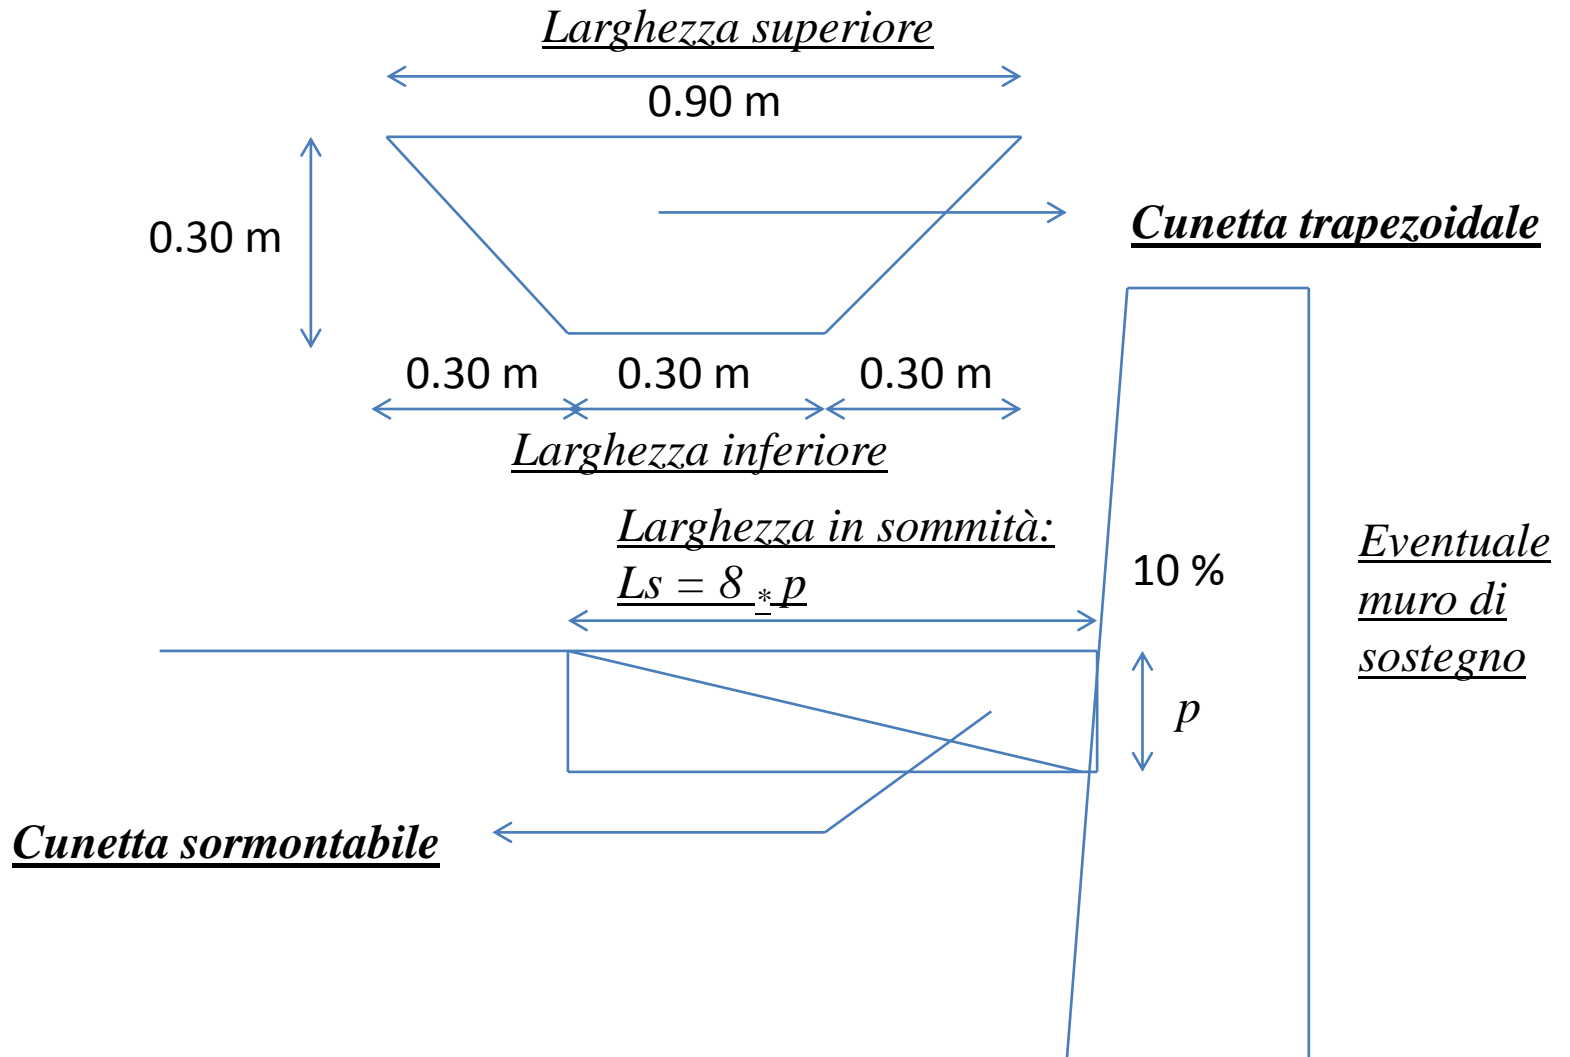 Larghezza superiore
0.90 m
0.30 m
Cunetta trapezoidale
0.30 m 0.30 m 0.30 m
Larghezza inferiore
Larghezza in sommità:
Ls = 8 * p
10 %
Eventuale
muro di
sostegno
p
Cunetta sormontabile